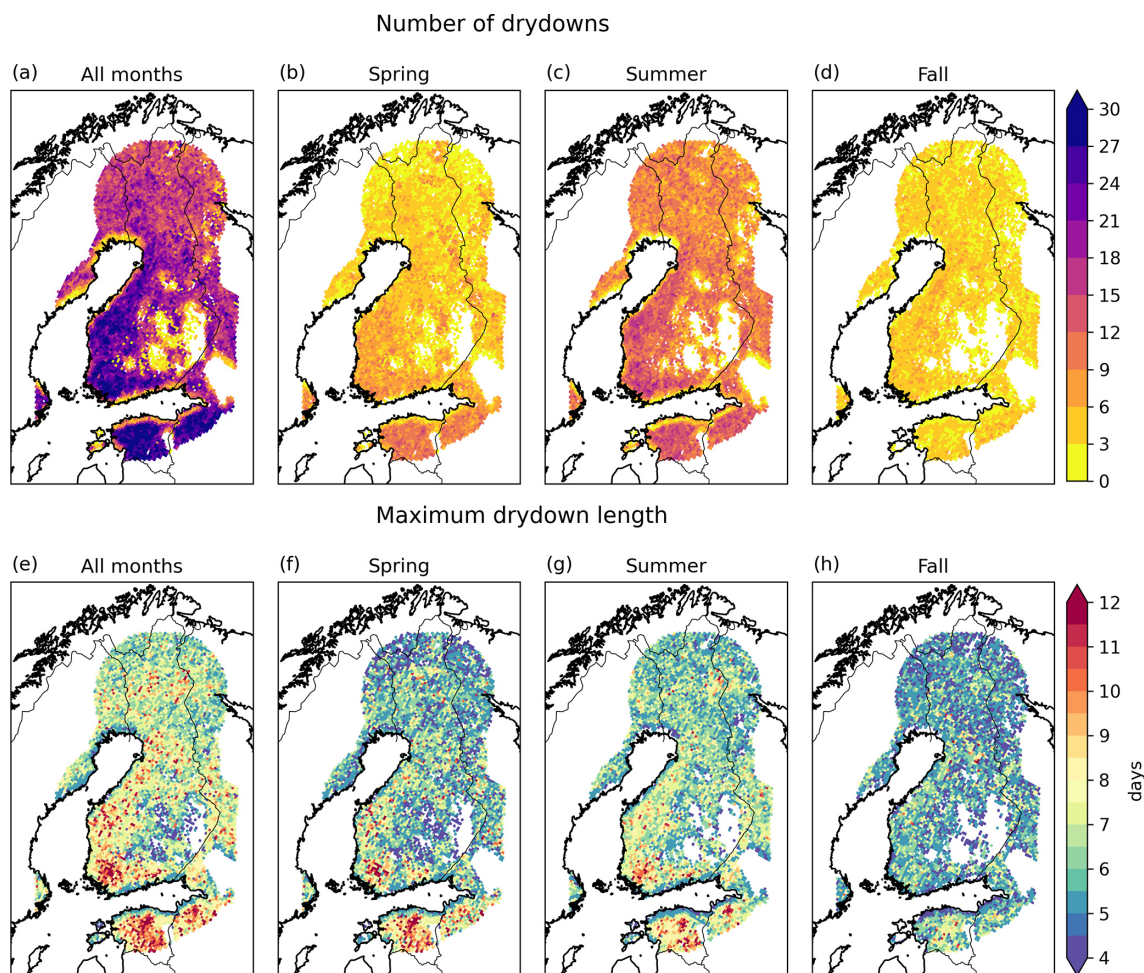 Number of drydowns
(a) All months
(b) Spring
(c) Summer
(d) Fall
30
27
24
21
18
15
12
9
6
3
0
Maximum drydown length
(e) All months
(f) Spring
(g) Summer
(h) Fall
12
11
10
9
8
7
6
5
4
days